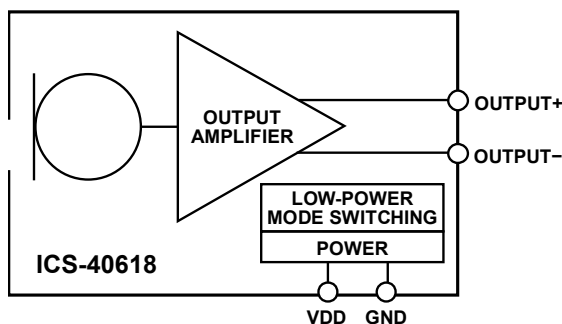 OUTPUT
AMPLIFIER
OUTPUT+
OUTPUT−
LOW-POWER
MODE SWITCHING
POWER
ICS-40618
VDD GND